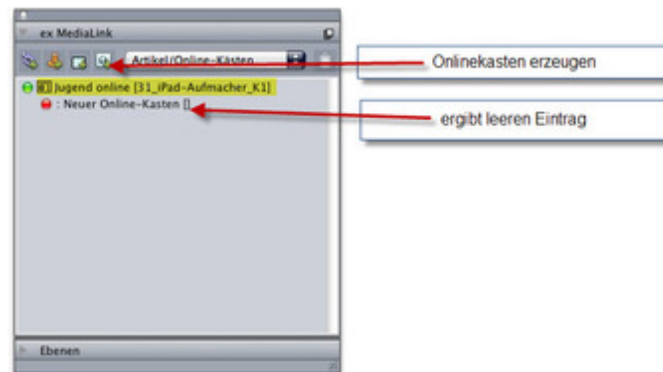 ex MediaLink
Artikel/Online-Kästen
Onlinekasten erzeugen
Jugend online [31_iPad-Aufmacher_K1]
: Neuer Online-Kasten []
ergibt leeren Eintrag
Ebenen